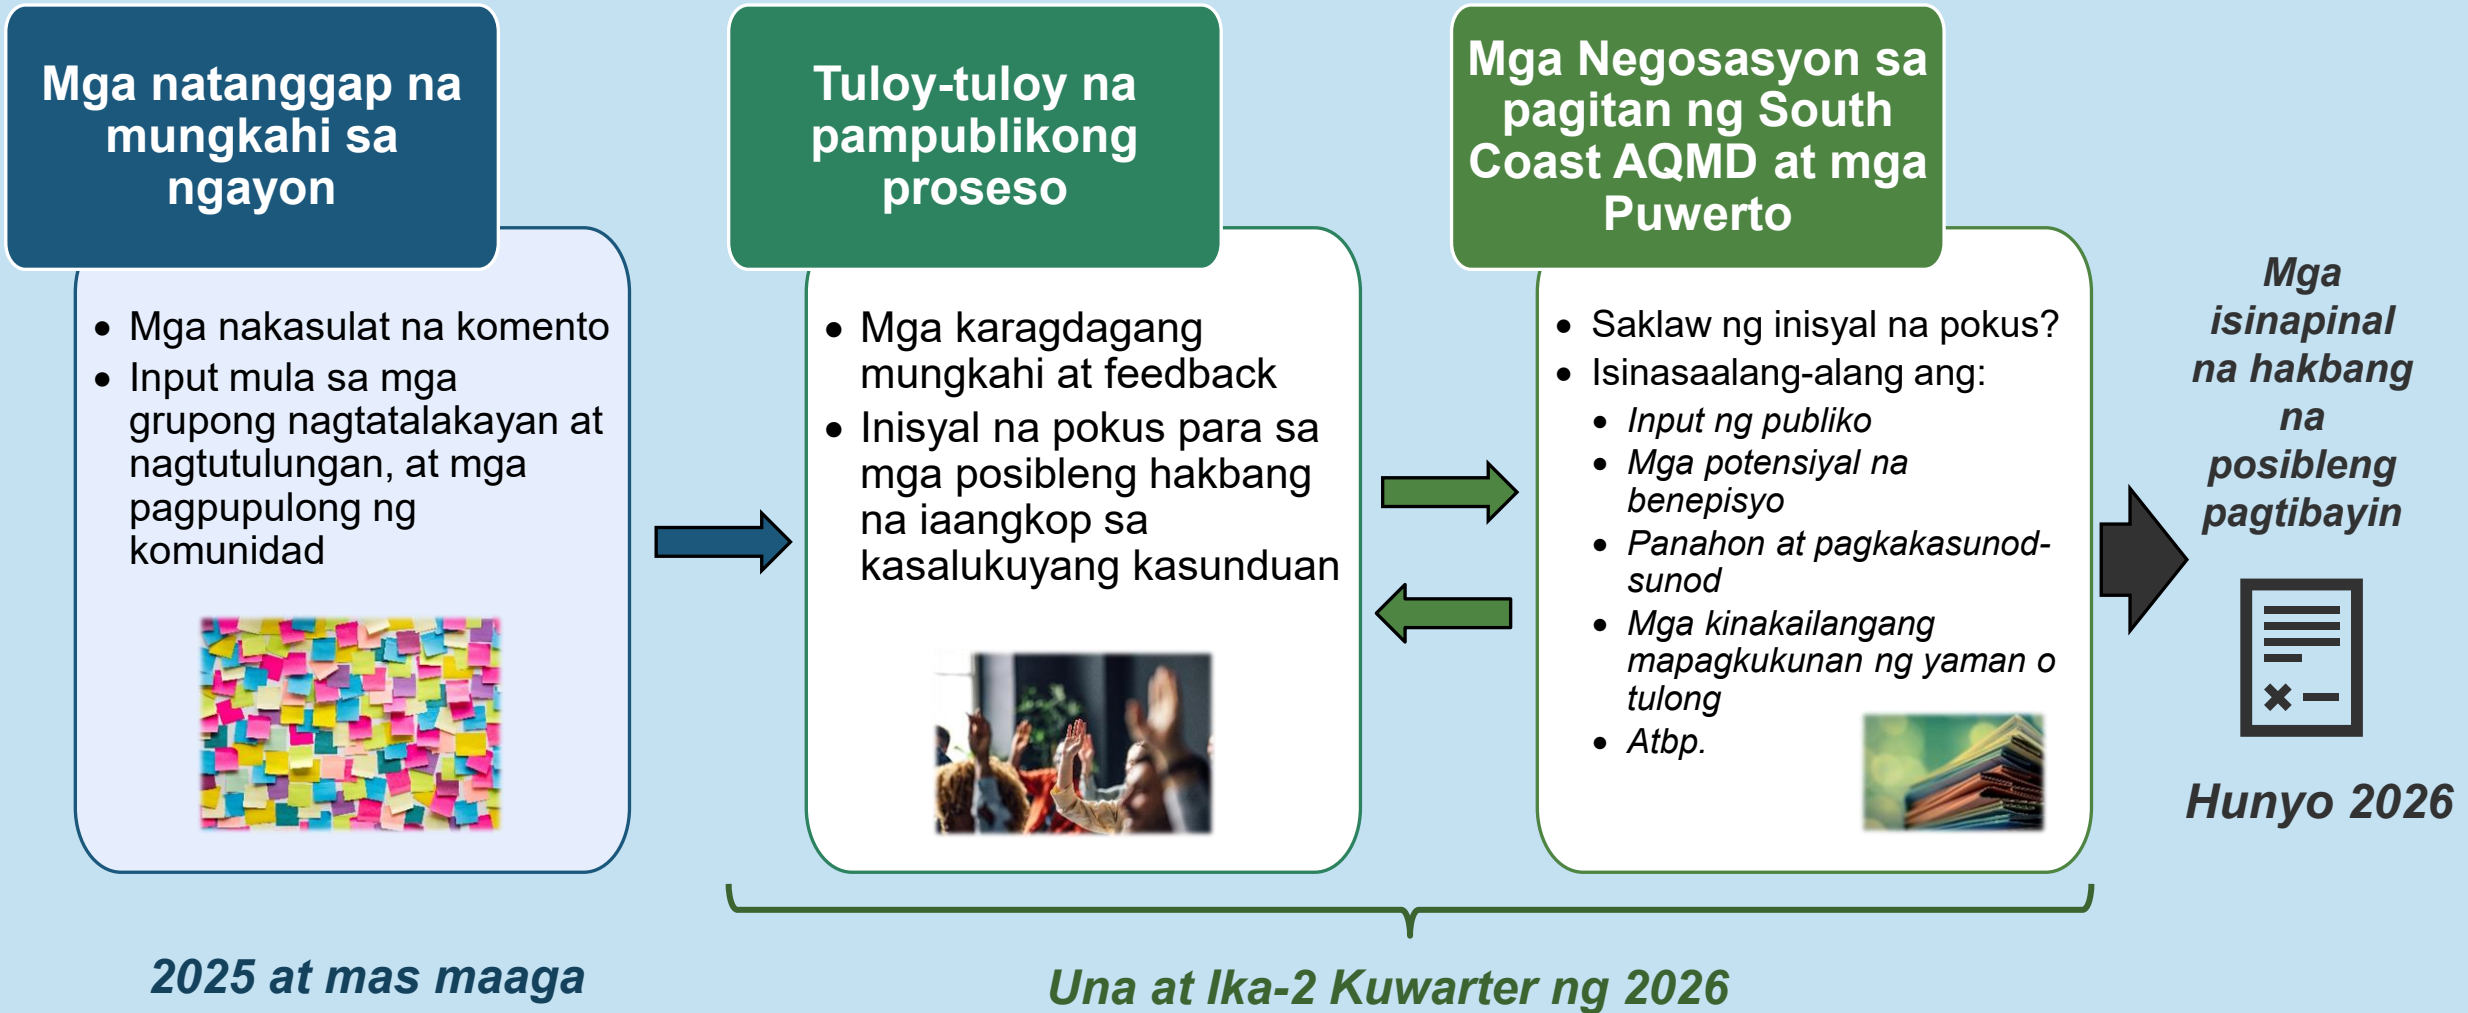 Mga natanggap na
mungkahi sa
ngayon
• Mga nakasulat na komento
• Input mula sa mga
grupong nagtatalakayan at
nagtutulungan, at mga
pagpupulong ng
komunidad
2025 at mas maaga
Tuloy-tuloy na
pampublikong
proseso
• Mga karagdagang
mungkahi at feedback
• Inisyal na pokus para sa
mga posibleng hakbang
na iaangkop sa
kasalukuyang kasunduan
Mga Negosasyon sa
pagitan ng South
Coast AQMD at mga
Puwerto
• Saklaw ng inisyal na pokus?
• Isinasaalang-alang ang:
• Input ng publiko
• Mga potensiyal na
benepisyo
• Panahon at pagkakasunod-
sunod
• Mga kinakailangang
mapagkukunan ng yaman o
tulong
• Atbp.
Una at Ika-2 Kuwarter ng 2026
Mga
isinapinal
na hakbang
na
posibleng
pagtibayin
Hunyo 2026